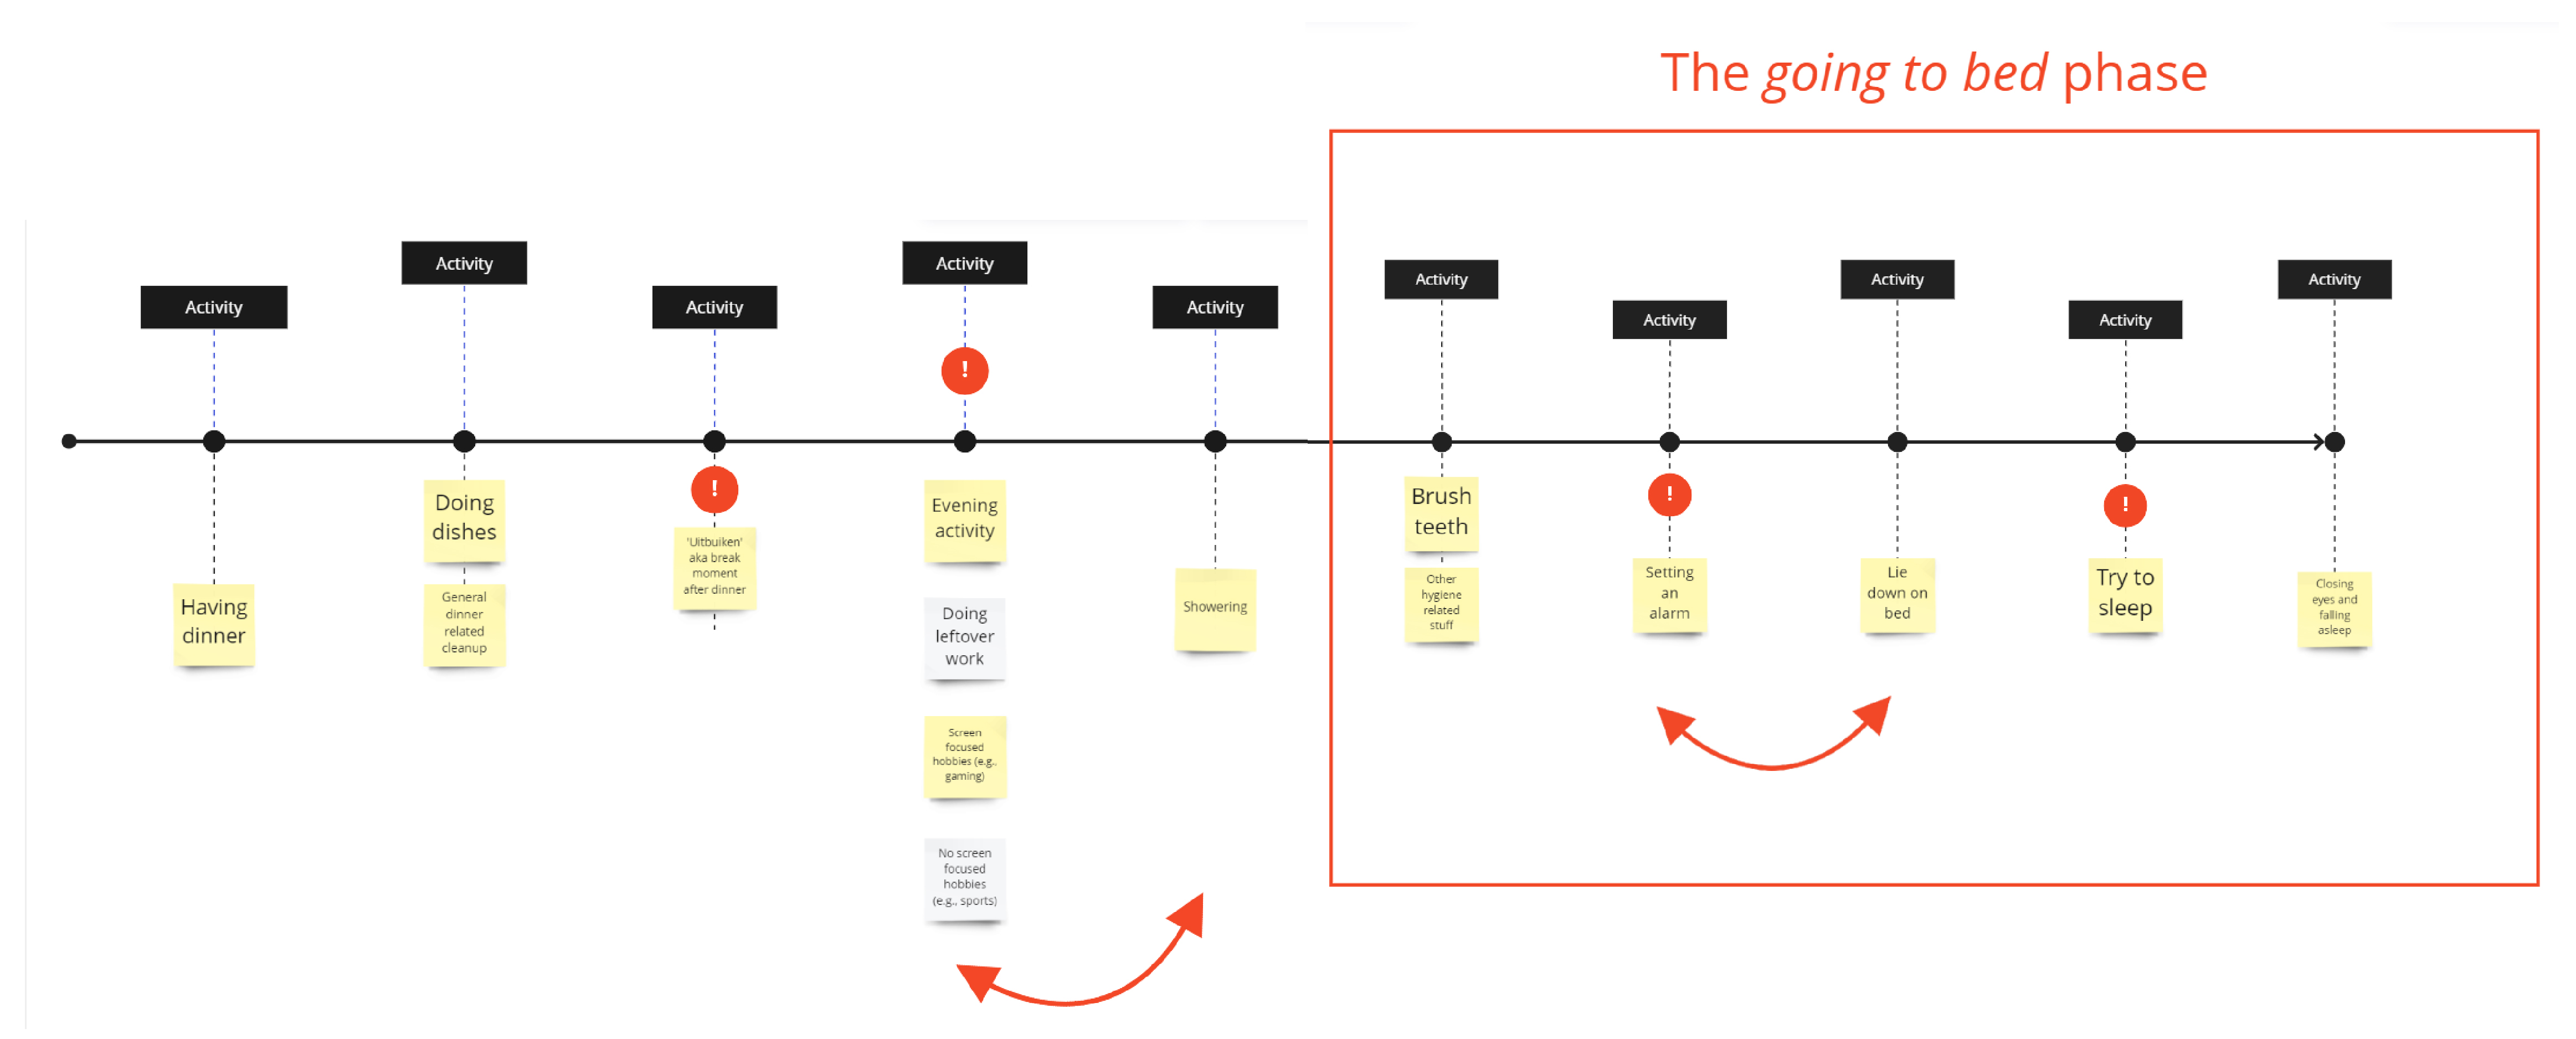 The going to bed phase
Activity
Activity
Activity
Activity
Activity
Activity
Activity
Activity
Activity
Activity
!
!
!
!
Having
dinner
Doing
dishes
General
dinner
related
cleanup
'Uitbuiken'
aka break
moment
after dinner
Evening
activity
Doing
leftover
work
Screen
focused
hobbies (e.g.,
gaming)
No screen
focused
hobbies
(e.g., sports)
Showering
Brush
teeth
Other
hygiene
related
stuff
Setting
an
alarm
Lie
down on
bed
Try to
sleep
Closing
eyes and
falling
asleep